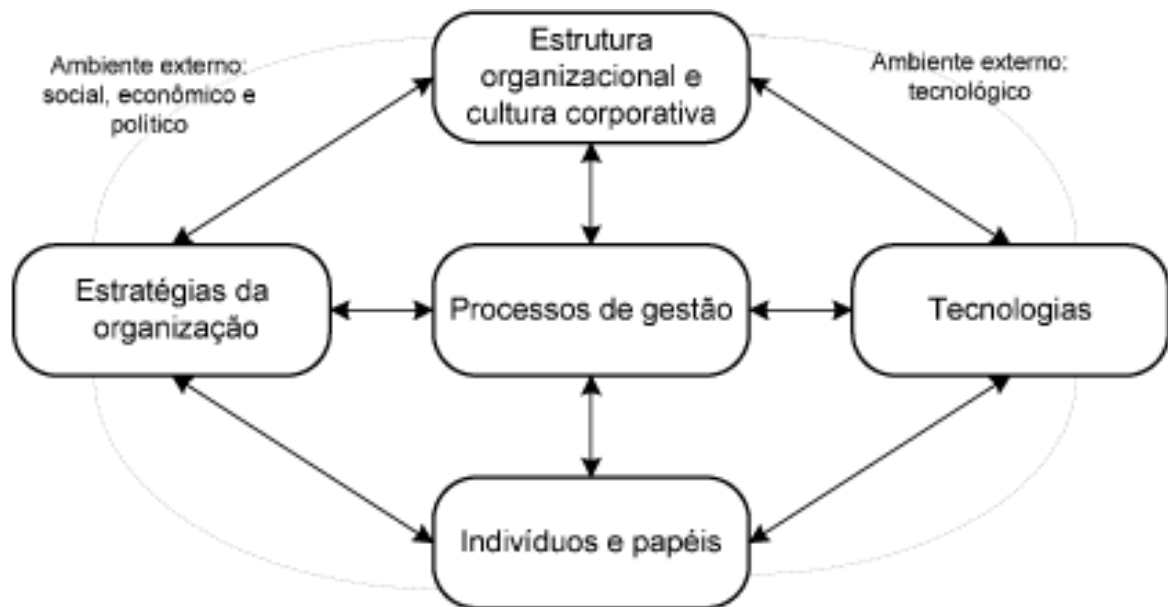 Estrutura
organizacional e
cultura corporativa
Ambiente externo:
social, econômico e
político
Ambiente externo:
tecnológico
Estratégias da
organização
Processos de gestão
Tecnologias
Indivíduos e papéis